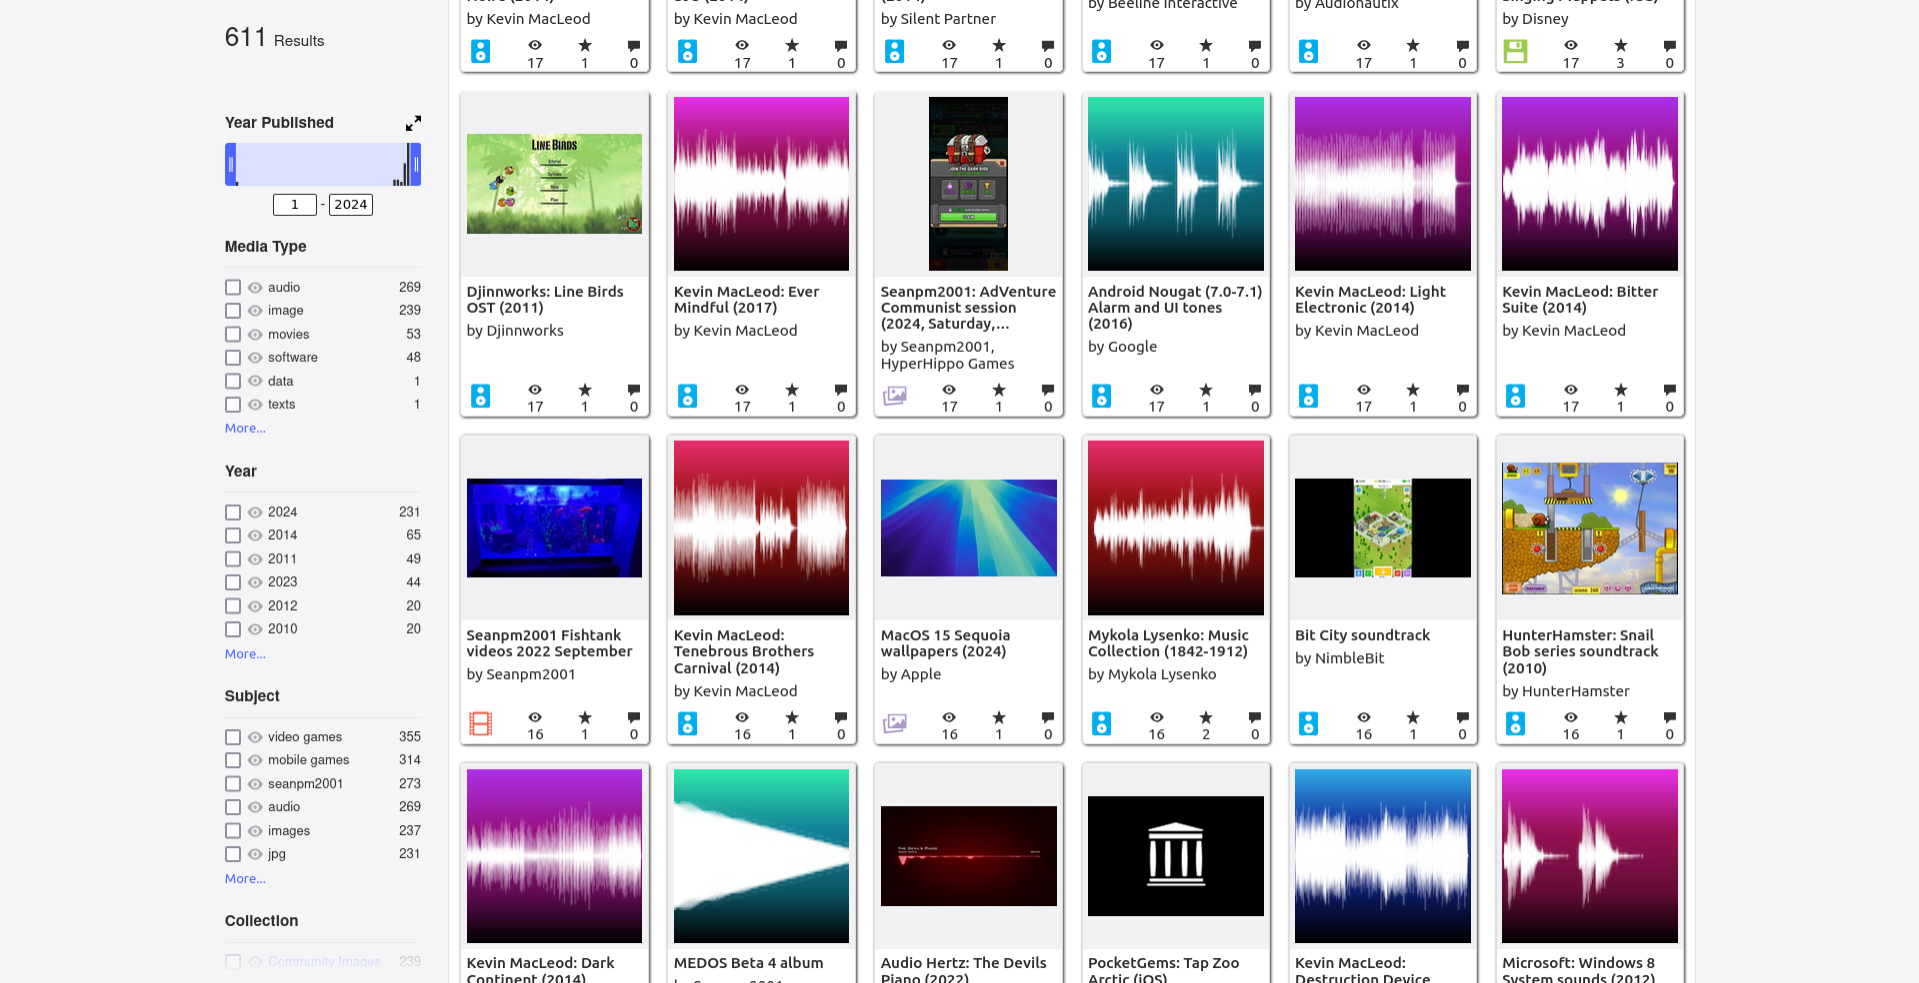 611 Results
Year Published
1 - 2024
Media Type
audio 269
image 239
movies 53
software 48
data 1
texts 1
More...
Year
2024 231
2014 65
2011 49
2023 44
2012 20
2010 20
More...
Subject
video games 355
mobile games 314
seanpm2001 273
audio 269
images 237
jpg 231
More...
Collection
Community Images 239
by Kevin MacLeod
17 1 0
by Kevin MacLeod
17 1 0
by Silent Partner
17 1 0
by Beeline Interactive
17 1 0
by Audionautix
17 1 0
by Disney
17 3 0
LINE BIRDS
Djinnworks: Line Birds
OST (2011)
by Djinnworks
17 1 0
Kevin MacLeod: Ever
Mindful (2017)
by Kevin MacLeod
17 1 0
JOIN THE DARK SIDE
Seanpm2001: AdVenture
Communist session
(2024, Saturday,...
by Seanpm2001,
HyperHippo Games
17 1 0
Android Nougat (7.0-7.1)
Alarm and UI tones
(2016)
by Google
17 1 0
Kevin MacLeod: Light
Electronic (2014)
by Kevin MacLeod
17 1 0
Kevin MacLeod: Bitter
Suite (2014)
by Kevin MacLeod
17 1 0
Seanpm2001 Fishtank
videos 2022 September
by Seanpm2001
16 1 0
Kevin MacLeod:
Tenebrous Brothers
Carnival (2014)
by Kevin MacLeod
16 1 0
MacOS 15 Sequoia
wallpapers (2024)
by Apple
16 1 0
Mykola Lysenko: Music
Collection (1842-1912)
by Mykola Lysenko
16 2 0
Bit City soundtrack
by NimbleBit
16 1 0
HunterHamster: Snail
Bob series soundtrack
(2010)
by HunterHamster
16 1 0
Kevin MacLeod: Dark
Continent (2014)
MEDOS Beta 4 album
THE DEVIL'S PIANO
Audio Hertz: The Devils
Piano (2022)
PocketGems: Tap Zoo
Arctic (iOS)
Kevin MacLeod:
Destruction Device
Microsoft: Windows 8
System sounds (2012)